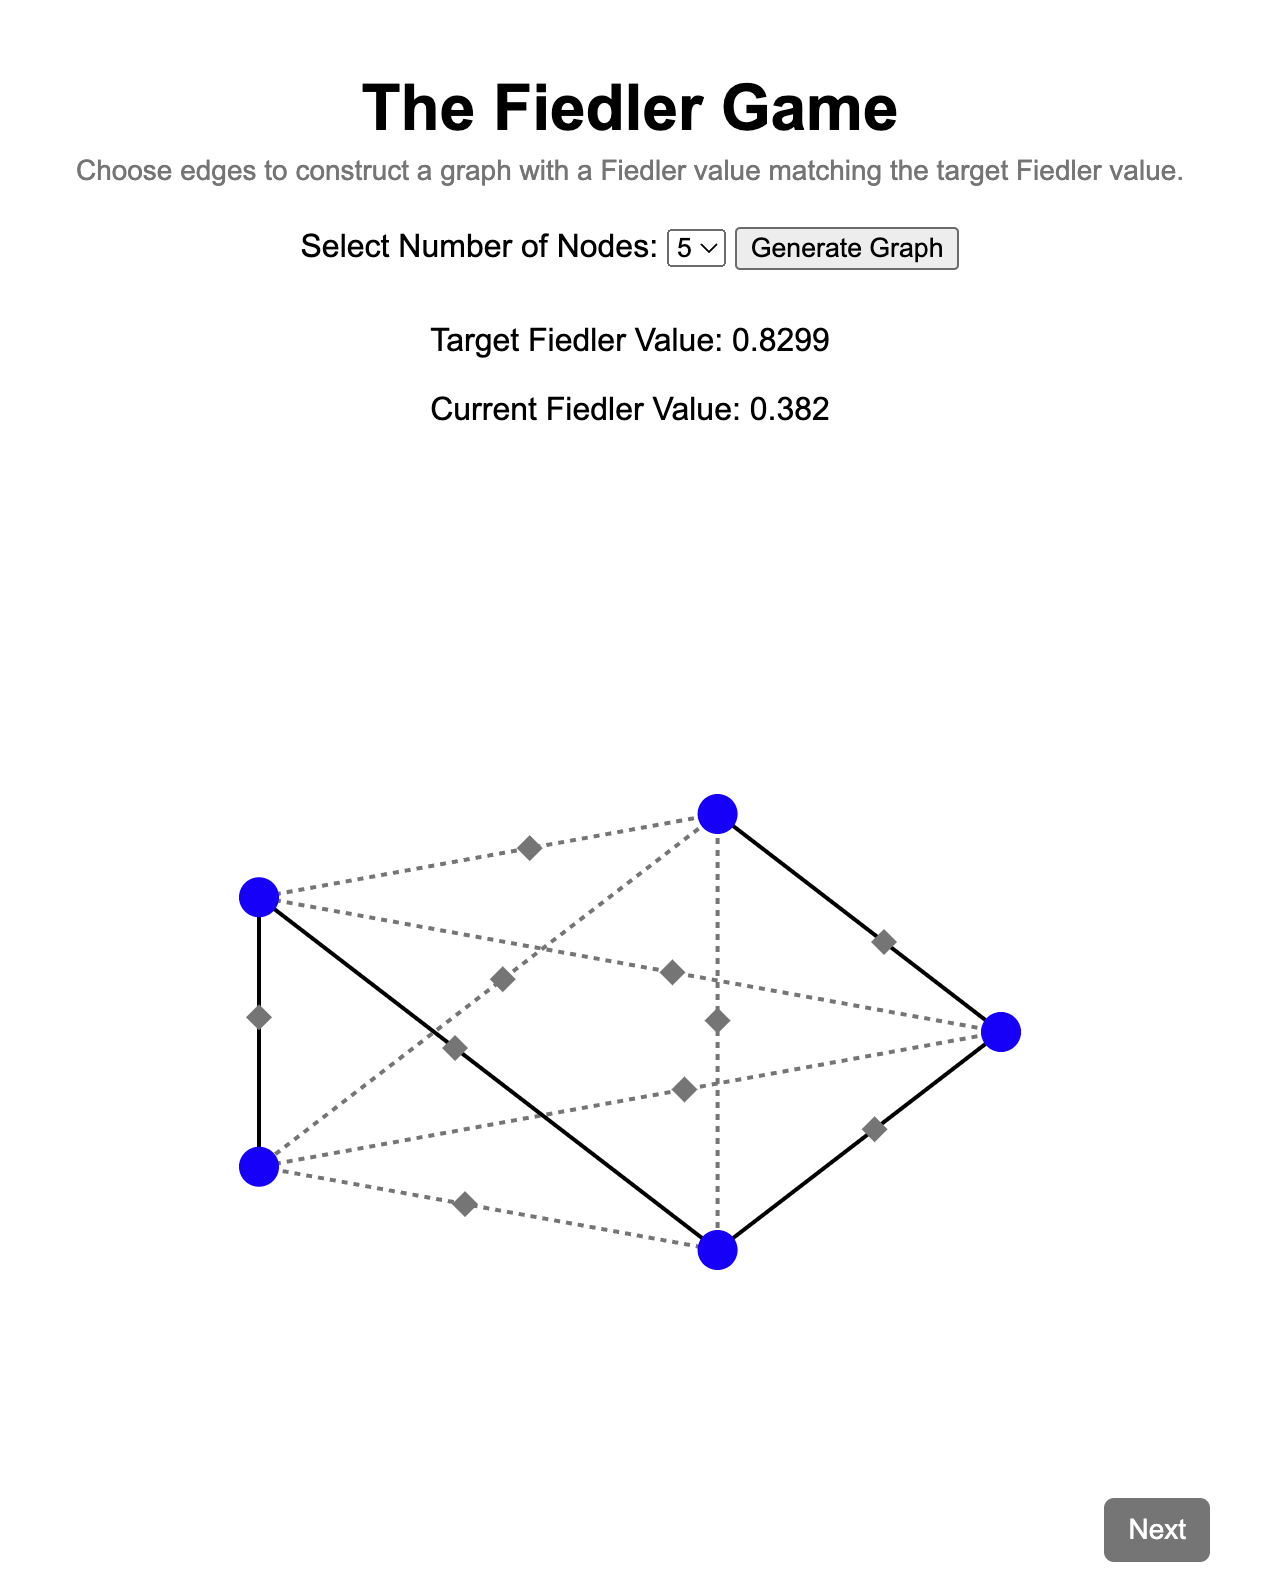 The Fiedler Game
Choose edges to construct a graph with a Fiedler value matching the target Fiedler value.
Select Number of Nodes: 5 Generate Graph
Target Fiedler Value: 0.8299
Current Fiedler Value: 0.382
Next